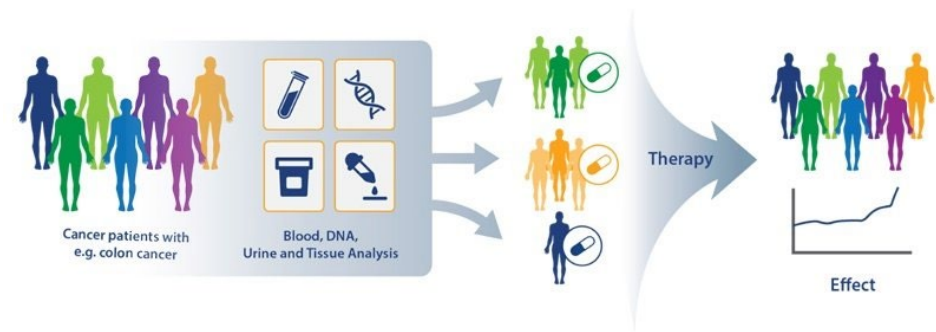 Cancer patients with
e.g. colon cancer
Blood, DNA,
Urine and Tissue Analysis
Therapy
Effect